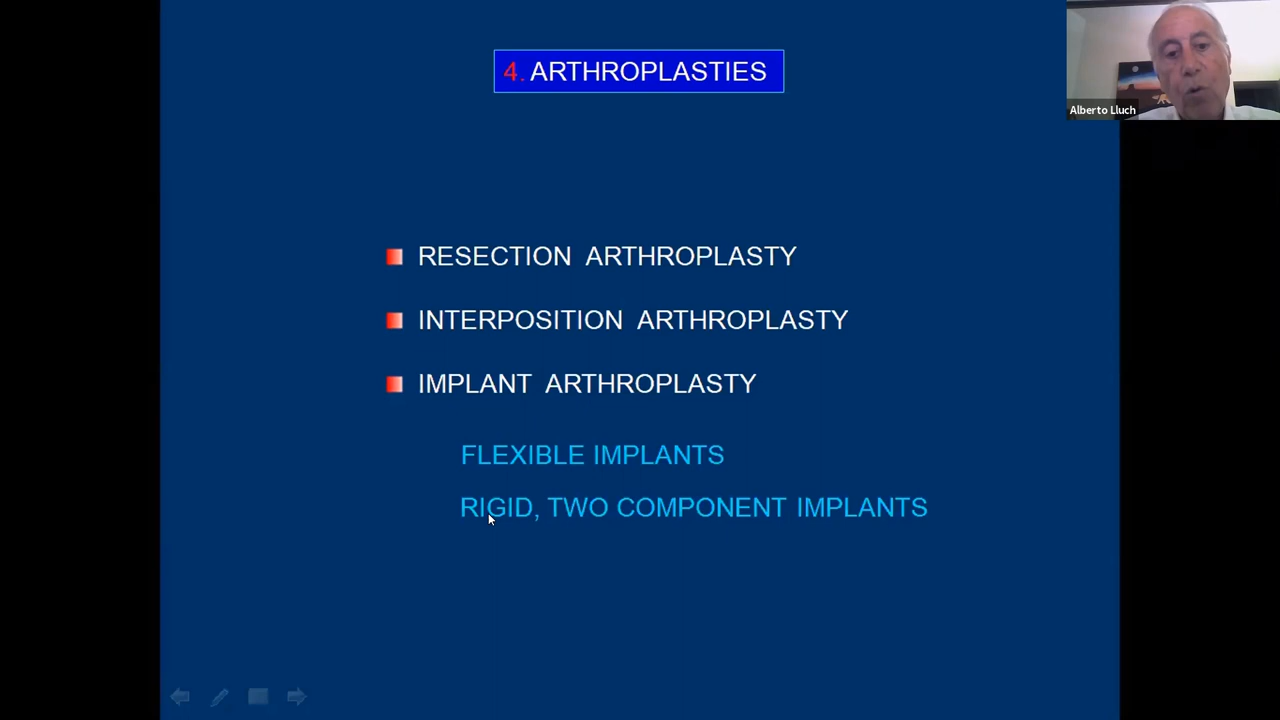 4. ARTHROPLASTIES
Alberto Lluch
RESECTION ARTHROPLASTY
INTERPOSITION ARTHROPLASTY
IMPLANT ARTHROPLASTY
FLEXIBLE IMPLANTS
RIGID, TWO COMPONENT IMPLANTS